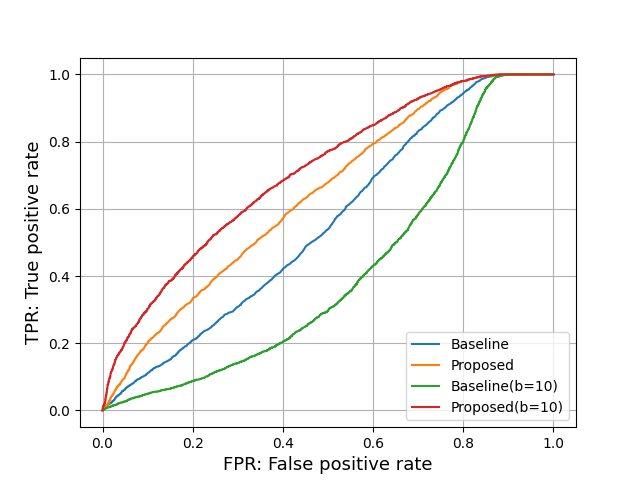 1.0
0.8
0.6
0.4
0.2
0.0
TPR: True positive rate
Baseline
Proposed
Baseline(b=10)
Proposed(b=10)
0.0 0.2 0.4 0.6 0.8 1.0
FPR: False positive rate